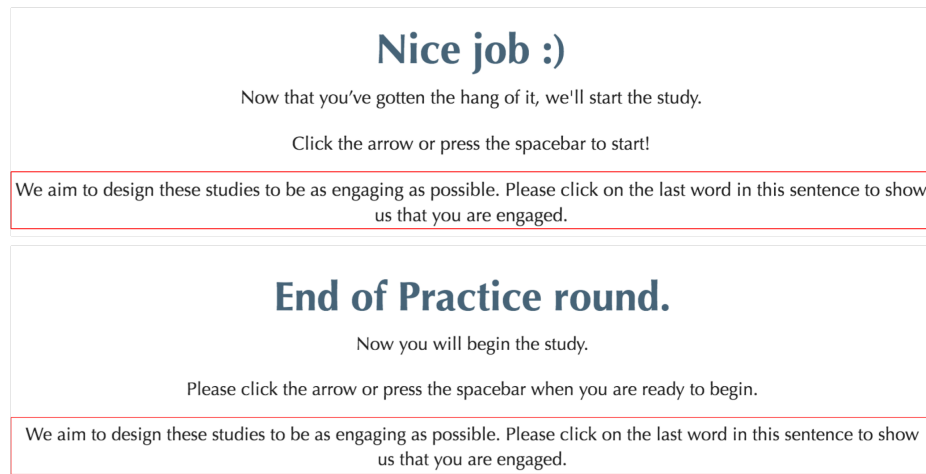 Nice job :)
Now that you’ve gotten the hang of it, we'll start the study.
Click the arrow or press the spacebar to start!
We aim to design these studies to be as engaging as possible. Please click on the last word in this sentence to show
us that you are engaged.
End of Practice round.
Now you will begin the study.
Please click the arrow or press the spacebar when you are ready to begin.
We aim to design these studies to be as engaging as possible. Please click on the last word in this sentence to show
us that you are engaged.